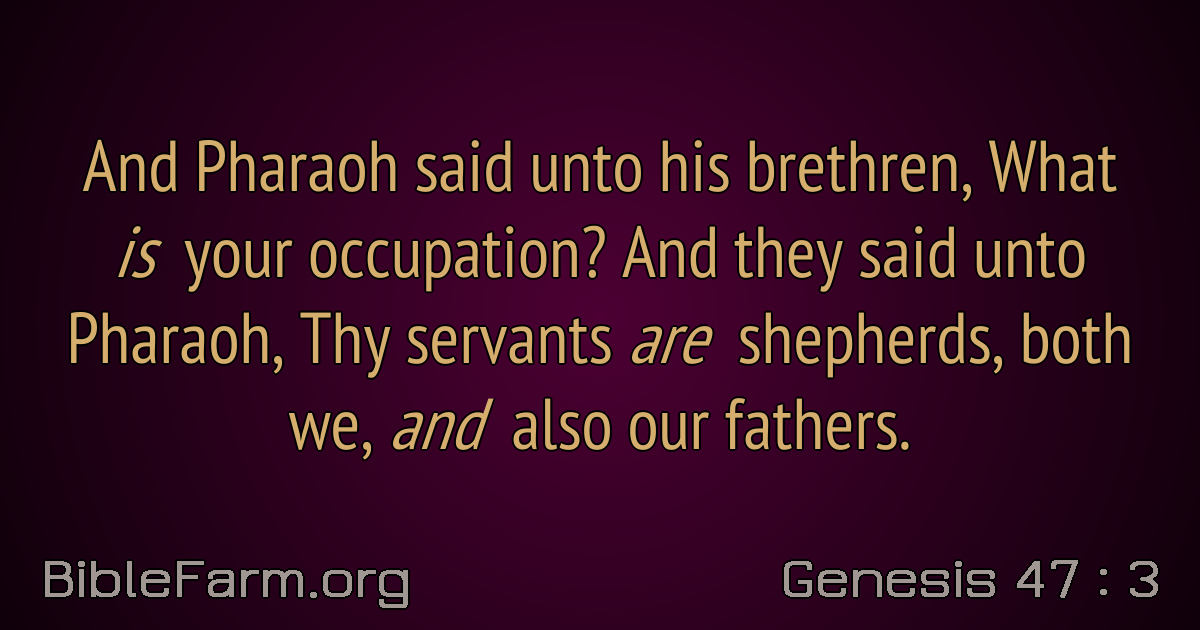 And Pharaoh said unto his brethren, What
is your occupation? And they said unto
Pharaoh, Thy servants are shepherds, both
we, and also our fathers.
BibleFarm.org
Genesis 47 : 3